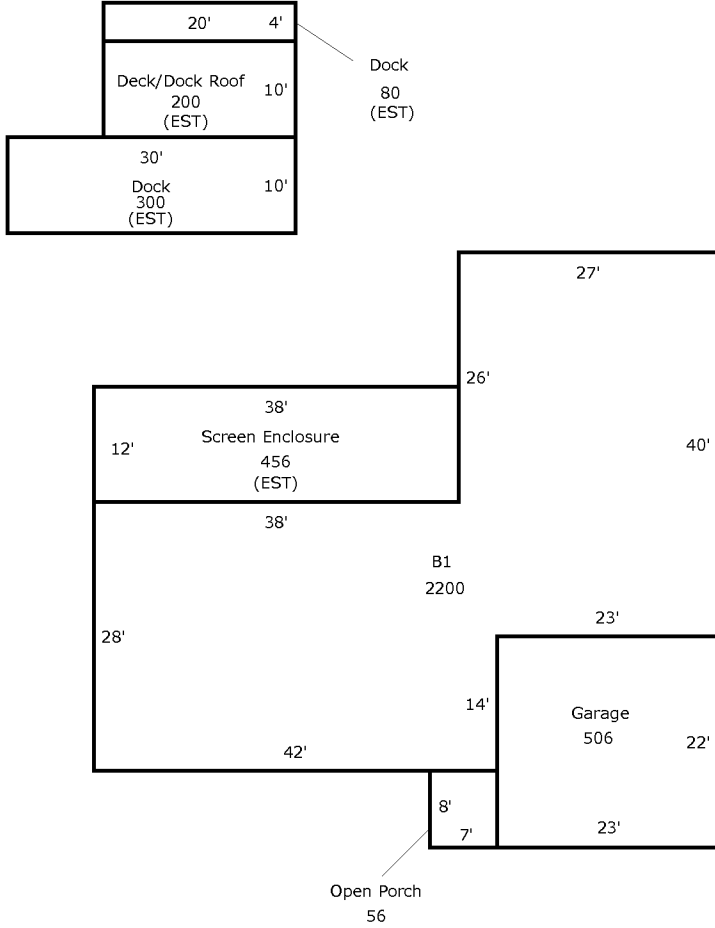 20' 4'
Dock
80
(EST)
Deck/Dock Roof
200
(EST)
10'
30'
Dock
300
(EST)
10'
27'
26'
38'
Screen Enclosure
456
(EST)
12'
40'
38'
B1
2200
28'
23'
14'
Garage
506
22'
42'
8'
7'
23'
Open Porch
56